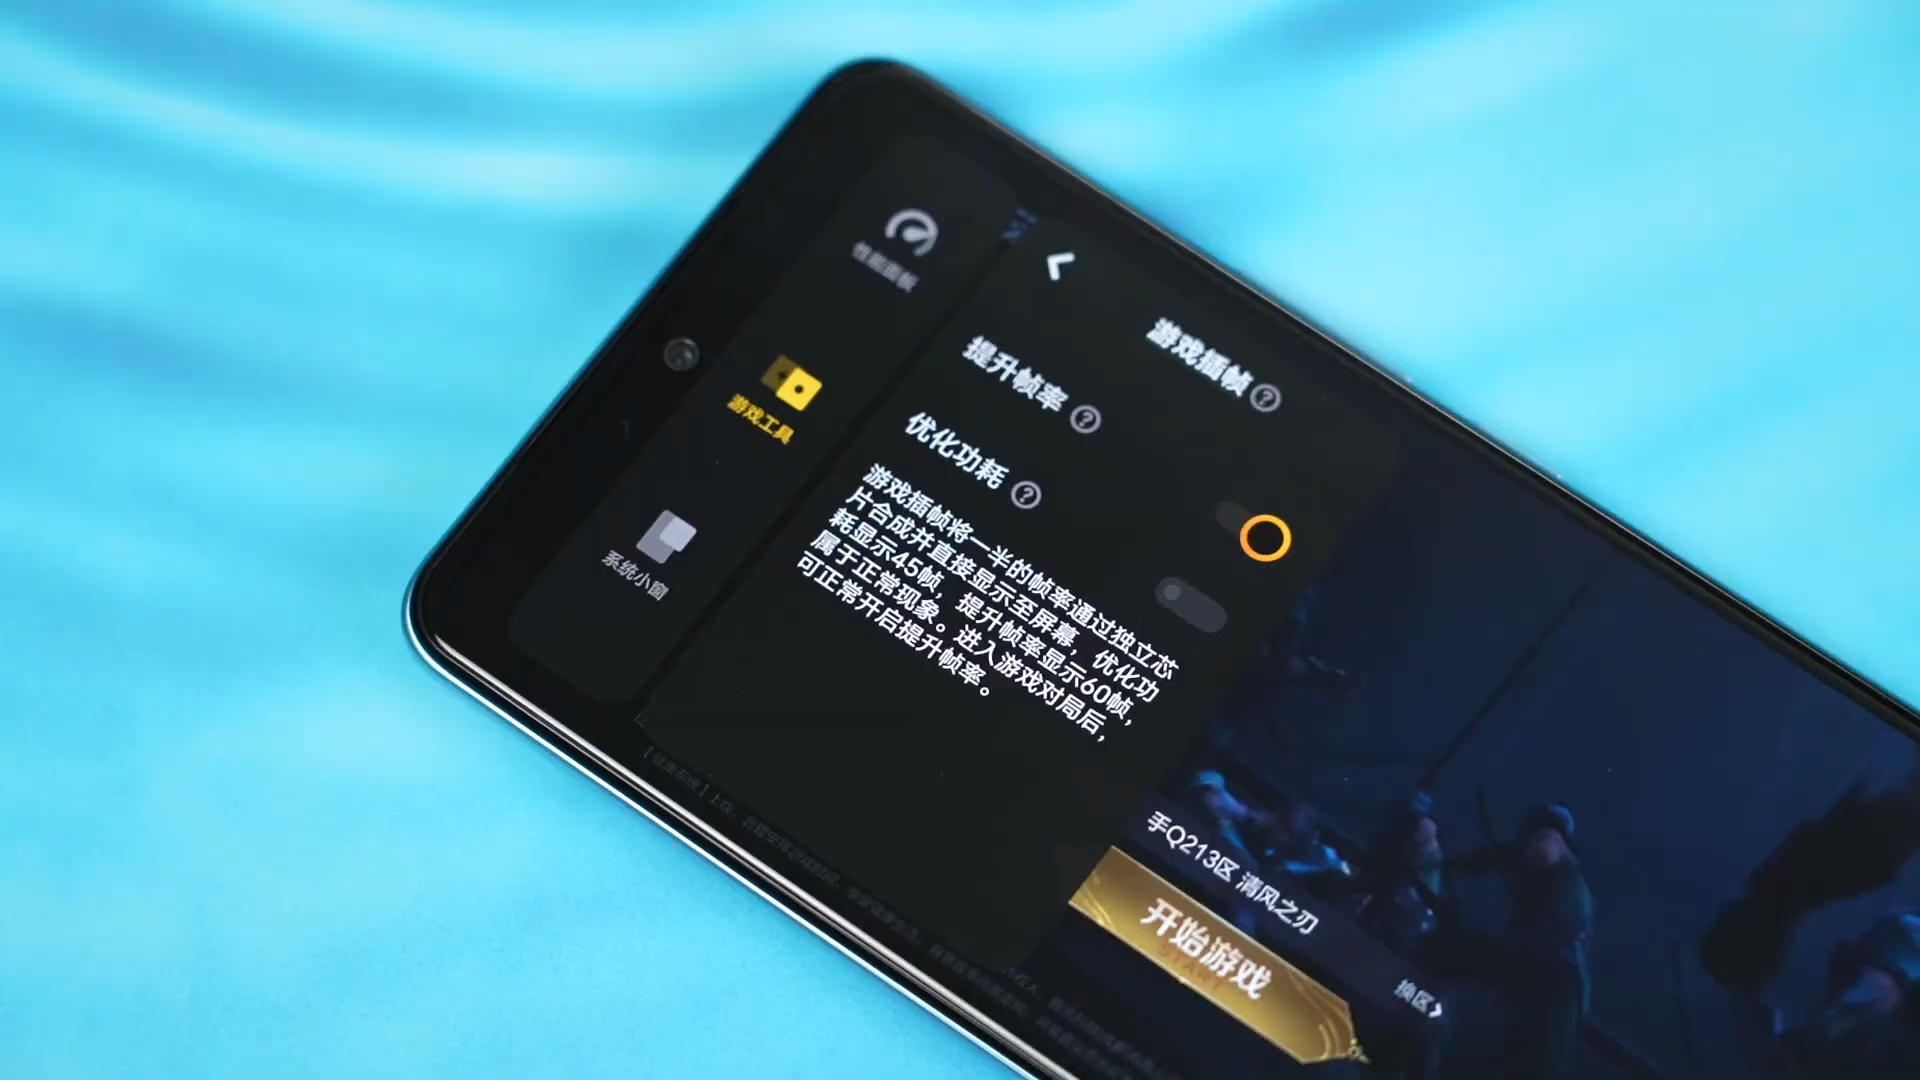 性能面板
游戏工具
系统小窗
游戏插帧
提升帧率
优化功耗
游戏插帧将一半的帧率通过独立芯
片合成并直接显示至屏幕，优化功
耗显示45帧，提升帧率显示60帧，
属于正常现象。进入游戏对局后，
可正常开启提升帧率。
手Q213区 清风之刃
换区
开始游戏
START